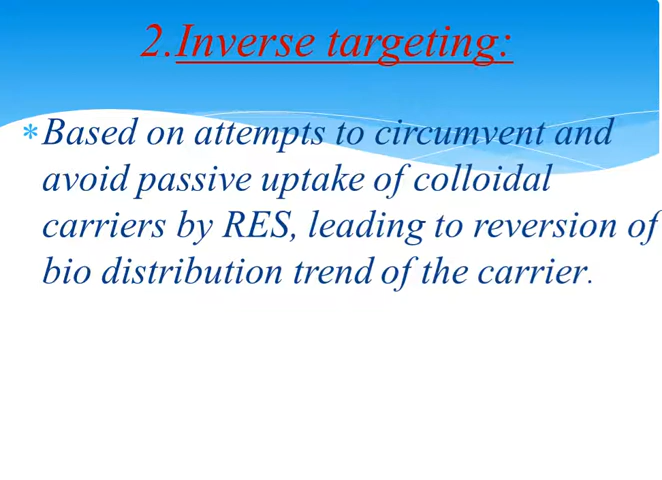 2.Inverse targeting:
*Based on attempts to circumvent and
avoid passive uptake of colloidal
carriers by RES, leading to reversion of
bio distribution trend of the carrier.